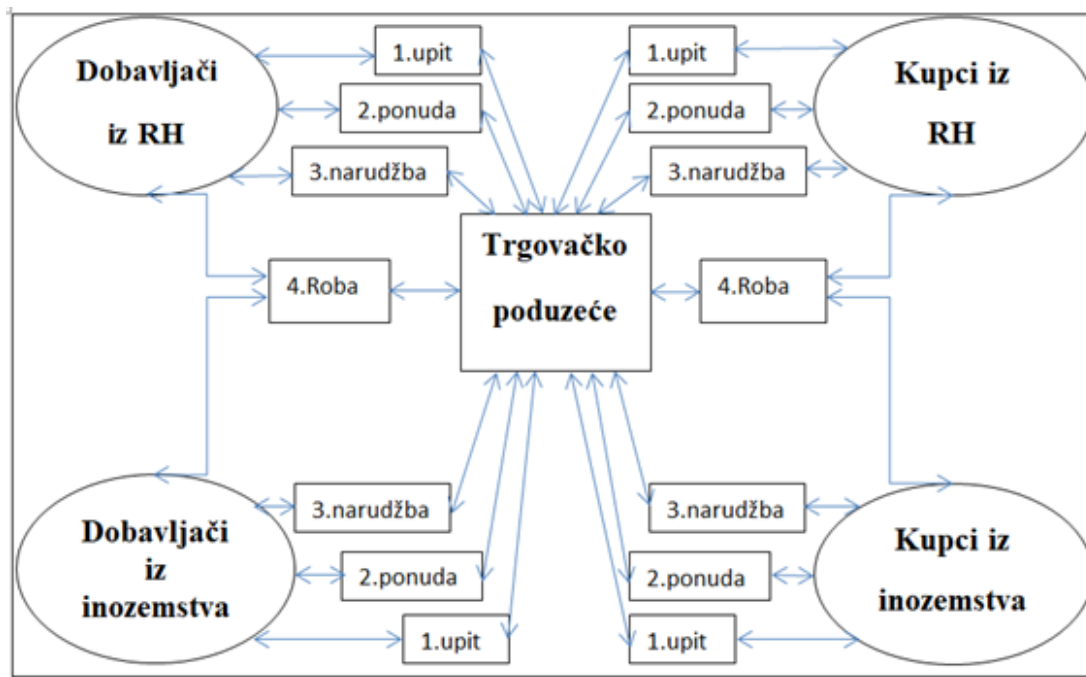 Dobavljači
iz RH
1.upit
2.ponuda
3.narudžba
1.upit
2.ponuda
3.narudžba
Kupci iz
RH
4.Roba
Trgovačko
poduzeće
4.Roba
Dobavljači
iz
inozemstva
3.narudžba
2.ponuda
1.upit
3.narudžba
2.ponuda
1.upit
Kupci iz
inozemstva